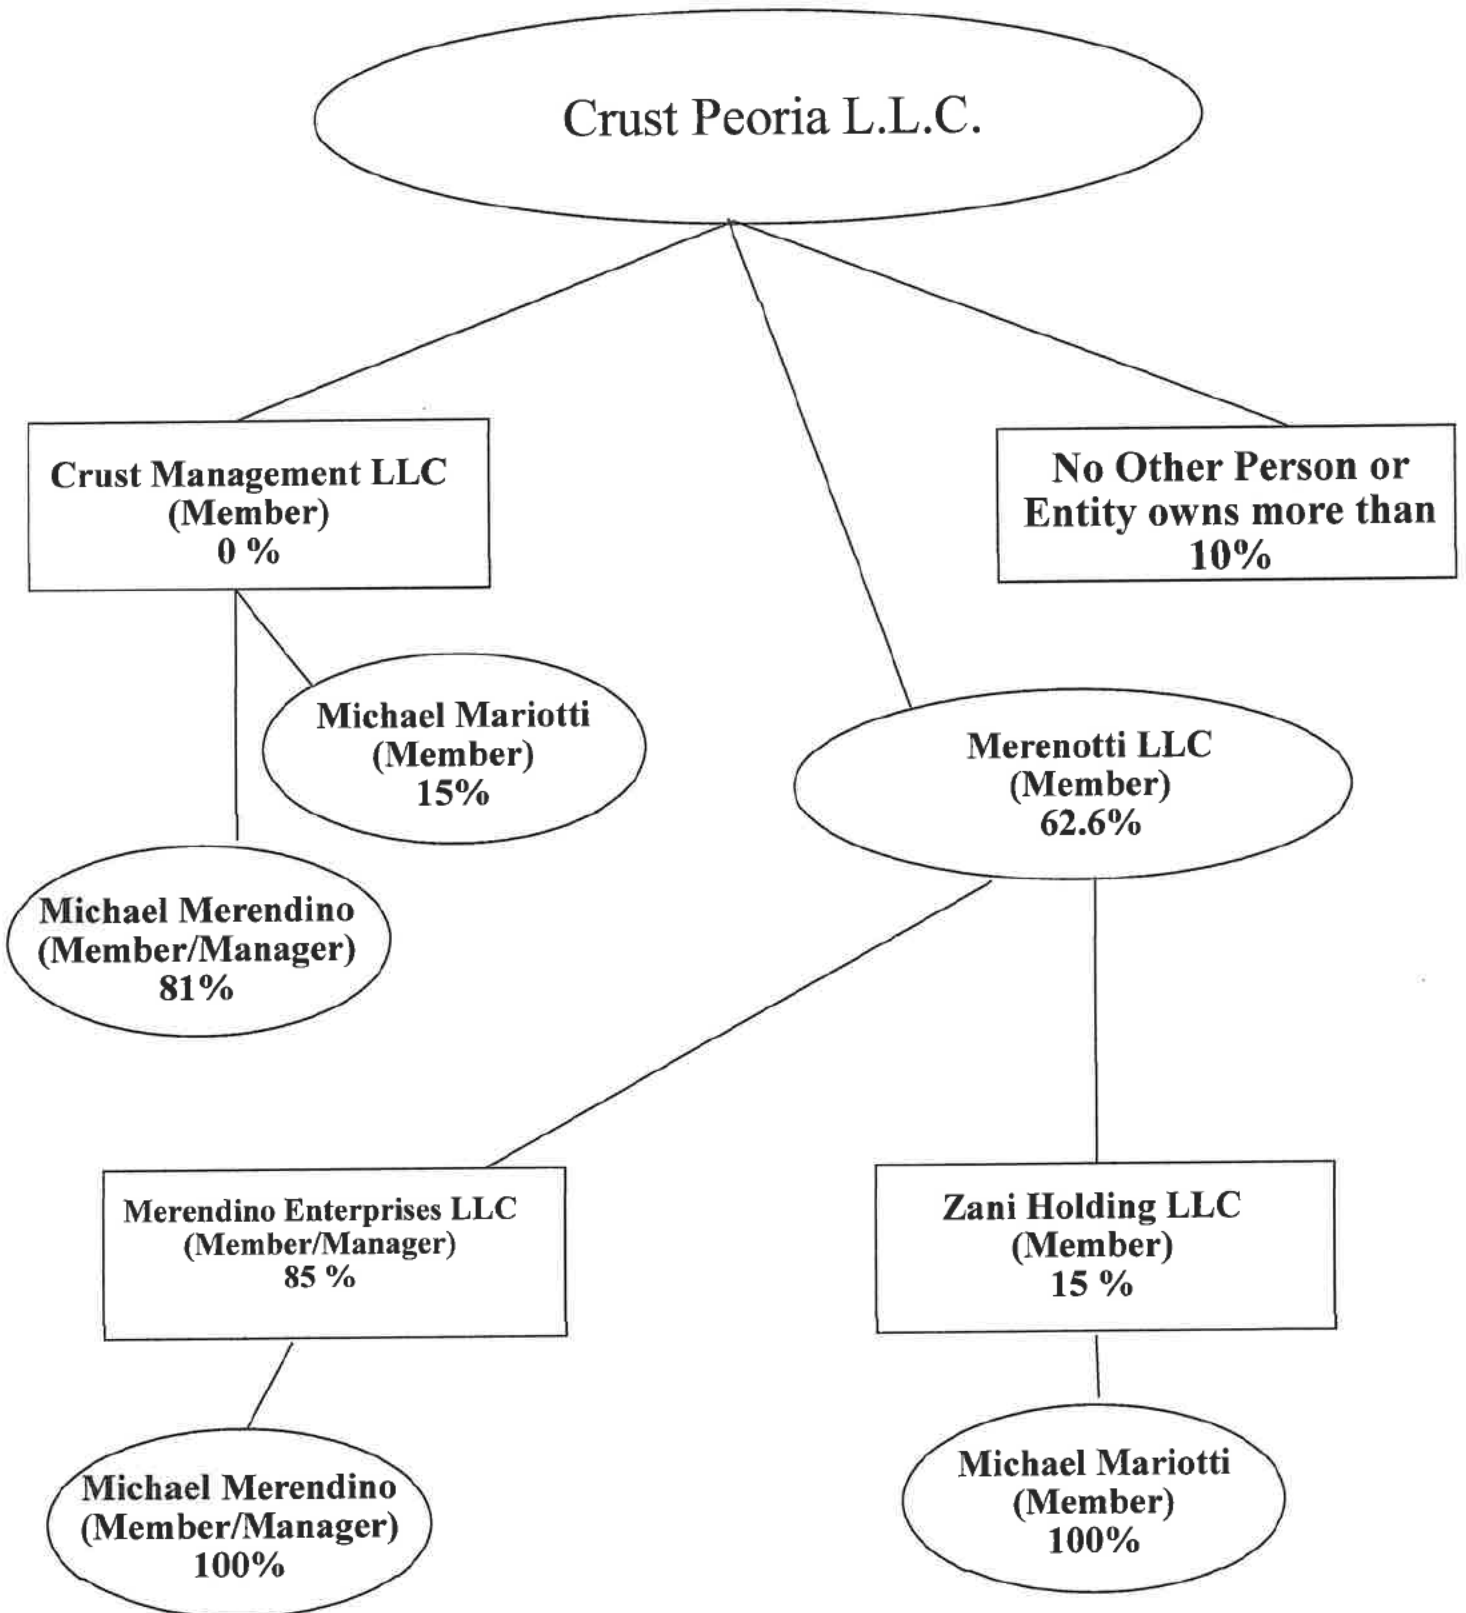 Crust Peoria L.L.C.
Crust Management LLC
(Member)
0 %
No Other Person or
Entity owns more than
10%
Michael Mariotti
(Member)
15%
Merenotti LLC
(Member)
62.6%
Michael Merendino
(Member/Manager)
81%
Merendino Enterprises LLC
(Member/Manager)
85 %
Zani Holding LLC
(Member)
15 %
Michael Merendino
(Member/Manager)
100%
Michael Mariotti
(Member)
100%